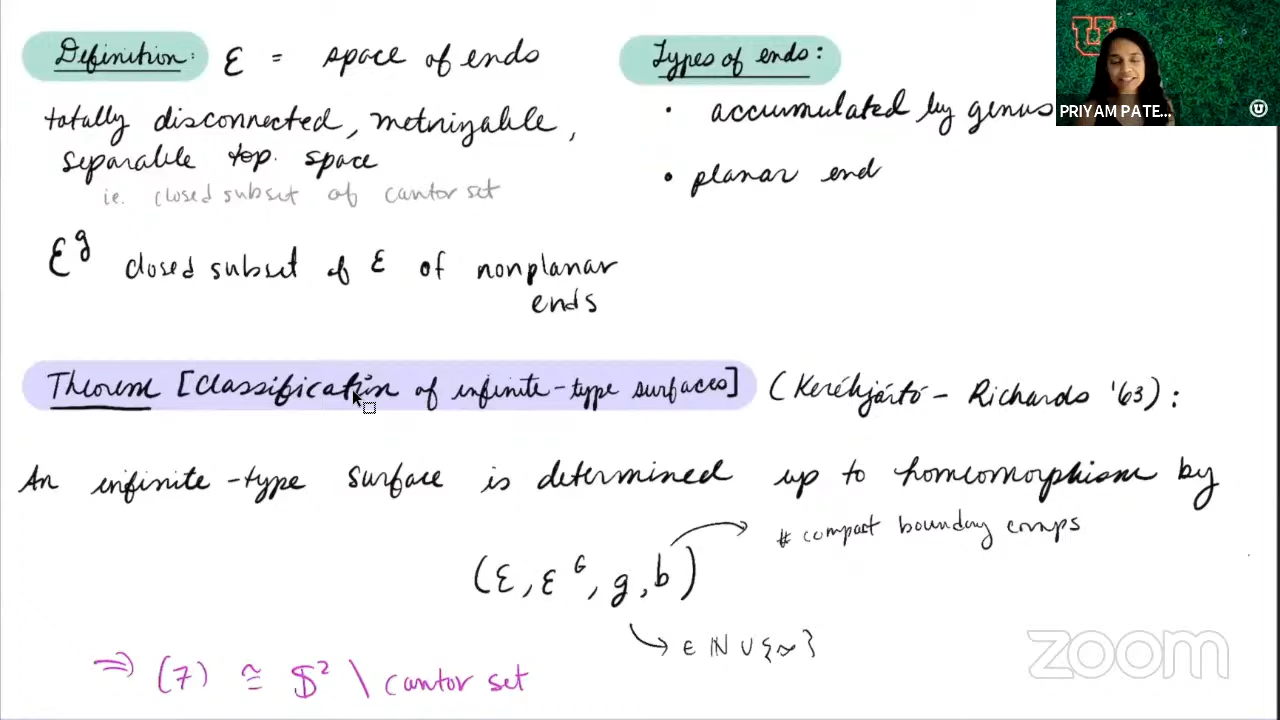 Definition: ℰ = space of ends
totally disconnected, metrizable,
separable top. space
i.e. closed subset of cantor set
ℰ^g closed subset of ℰ of nonplanar
ends
Types of ends:
• accumulated by genus
• planar end
PRIYAM PATE...
Theorem [Classification of infinite-type surfaces] (Kerékjártó - Richards '63):
An infinite-type surface is determined up to homeomorphism by
# compact boundary comps
(ℰ, ℰ^G, g, b)
∈ ℕ ∪ {∞}
⇒ (7) ≅ 𝕊² \ cantor set
zoom